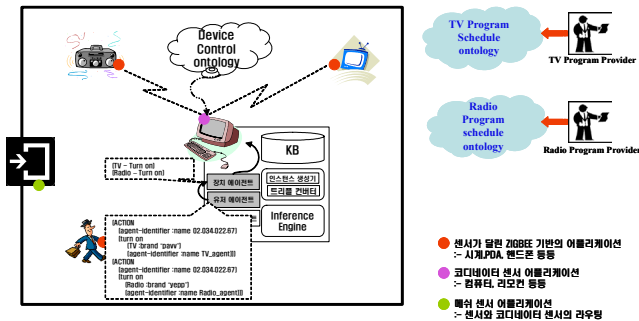 Device
Control
ontology
TV Program
Schedule
ontology
TV Program Provider
Radio
Program
schedule
ontology
Radio Program Provider
KB
(TV - Turn on)
(Radio - Turn on)
장치 에이전트
유저 에이전트
인스턴스 생성기
트리플 컨버터
Inference
Engine
(ACTION
(agent-identifier :name 02.034.022.67)
(turn on
(TV :brand "pavv")
(agent-identifier :name TV_agent)))
(ACTION
(agent-identifier :name 02.034.022.67)
(turn on
(Radio :brand "yepp")
(agent-identifier :name Radio_agent)))
센서가 달린 ZIGBEE 기반의 어플리케이션
:- 시계,PDA, 핸드폰 등등
코디네이터 센서 어플리케이션
:- 컴퓨터, 리모컨 등등
메쉬 센서 어플리케이션
:- 센서와 코디네이터 센서의 라우팅